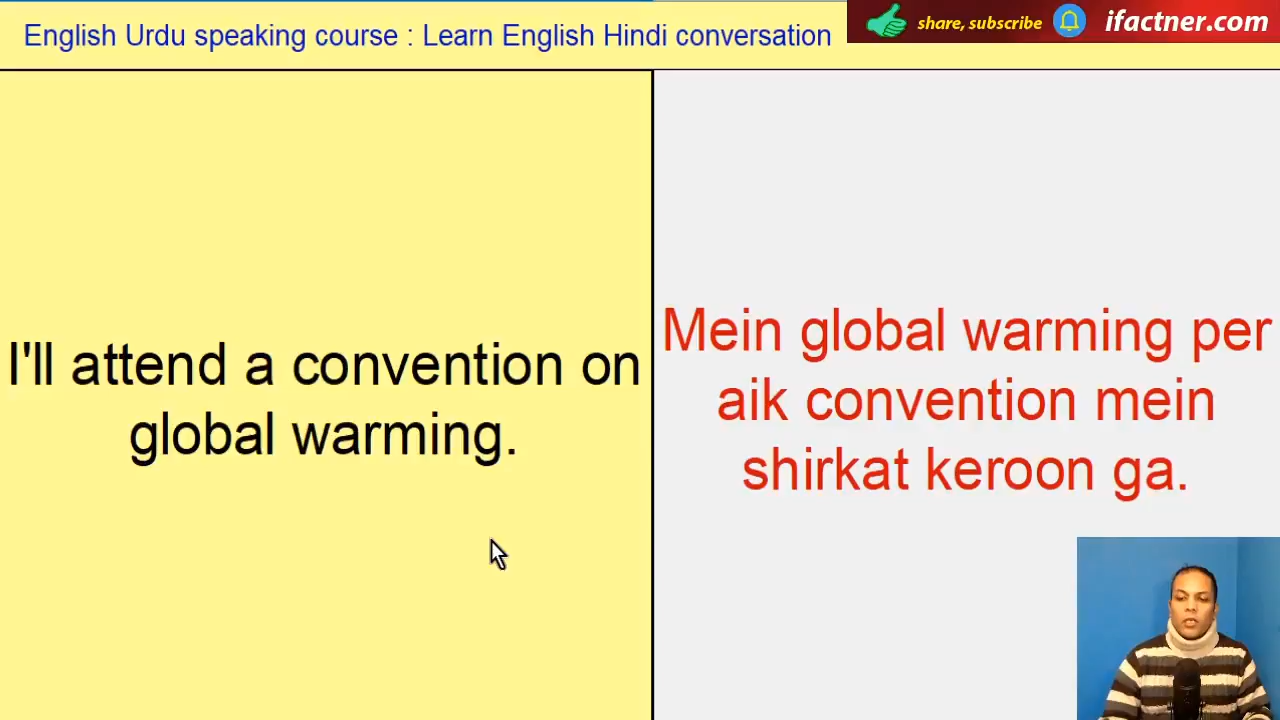 English Urdu speaking course : Learn English Hindi conversation
share, subscribe
ifactner.com
I'll attend a convention on
global warming.
Mein global warming per
aik convention mein
shirkat keroon ga.